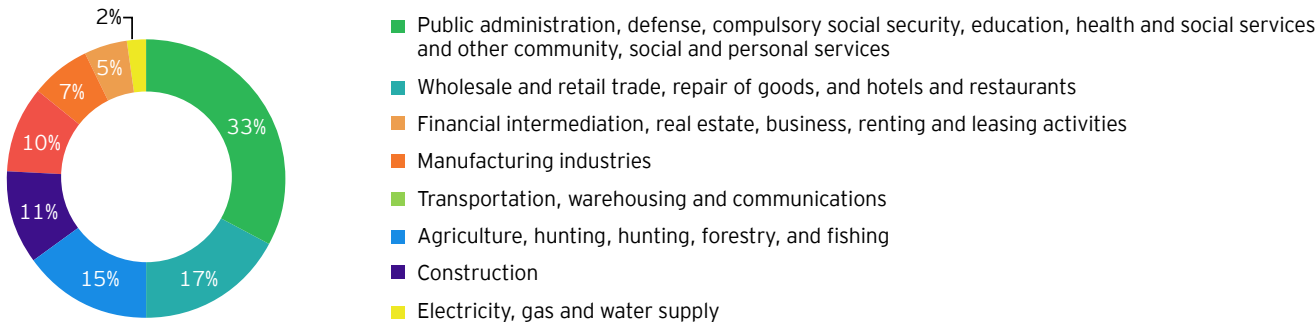 2%
5%
7%
33%
10%
11%
15%
17%
Public administration, defense, compulsory social security, education, health and social services
and other community, social and personal services
Wholesale and retail trade, repair of goods, and hotels and restaurants
Financial intermediation, real estate, business, renting and leasing activities
Manufacturing industries
Transportation, warehousing and communications
Agriculture, hunting, hunting, forestry, and fishing
Construction
Electricity, gas and water supply